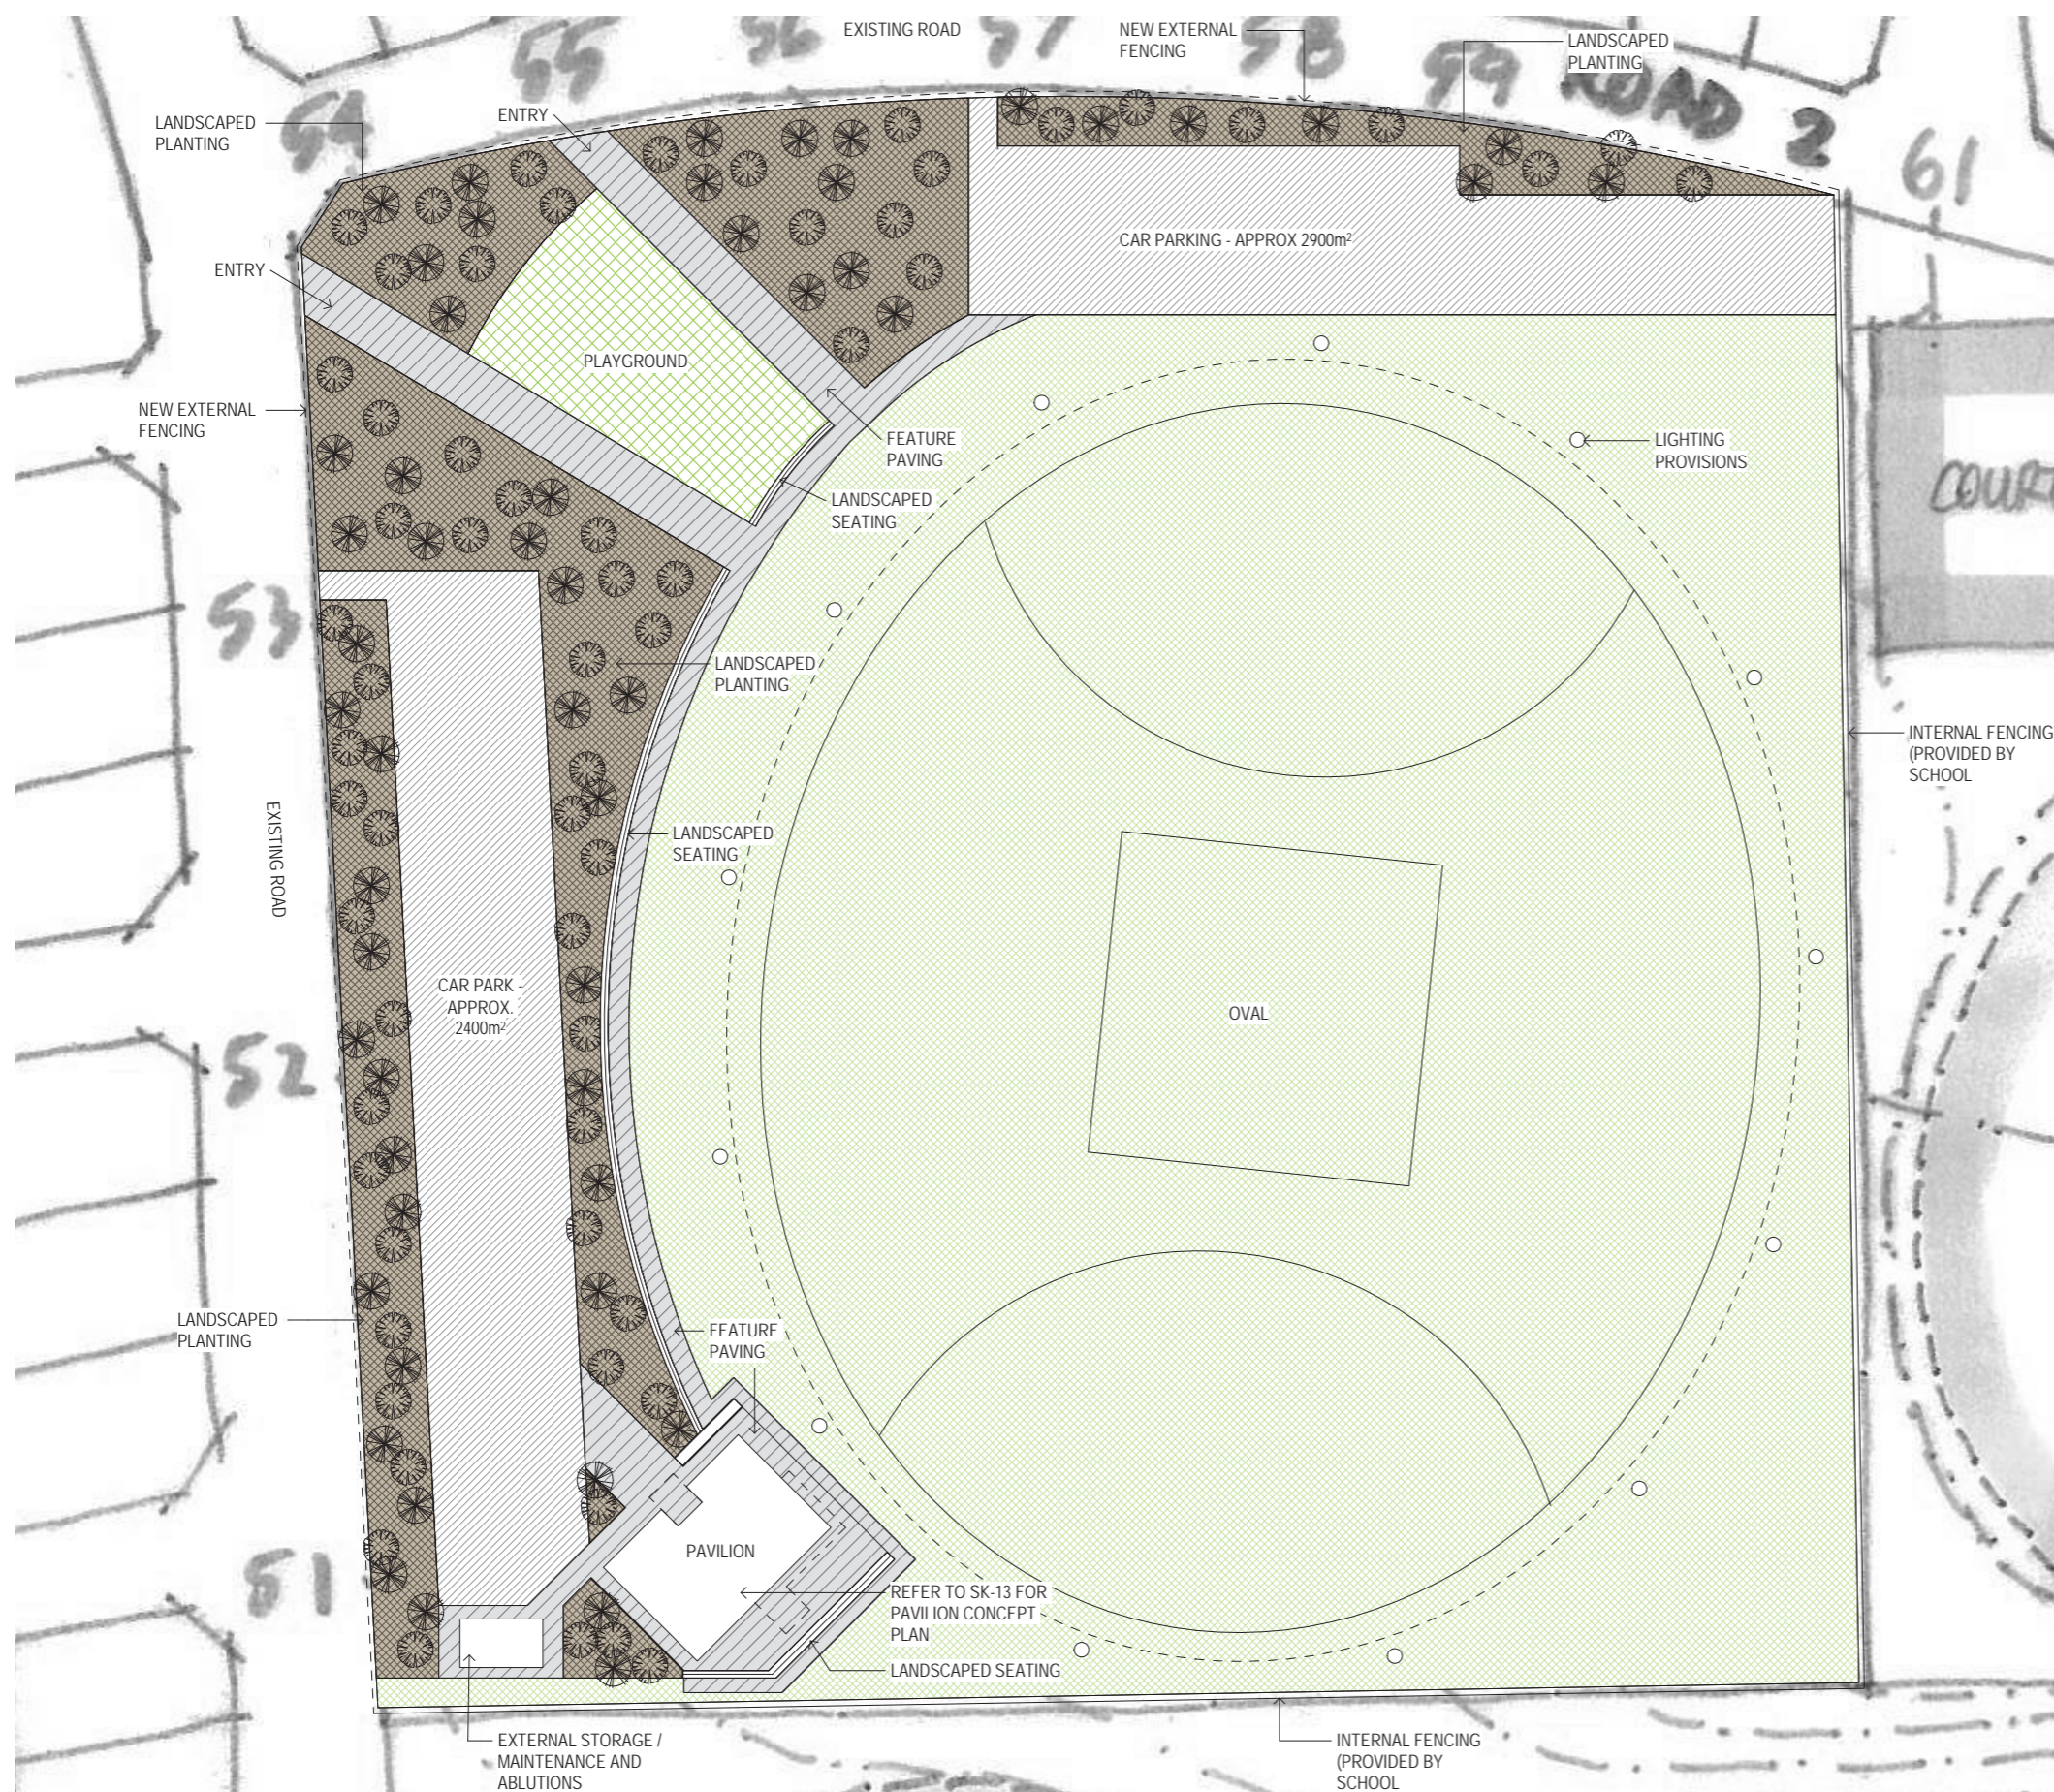 EXISTING ROAD
NEW EXTERNAL
FENCING
LANDSCAPED
PLANTING
55
56
57
58
59
ROAD 2
54
LANDSCAPED
PLANTING
ENTRY
61
ENTRY
CAR PARKING - APPROX 2900m²
PLAYGROUND
NEW EXTERNAL
FENCING
FEATURE
PAVING
LIGHTING
PROVISIONS
LANDSCAPED
SEATING
COURT
53
LANDSCAPED
PLANTING
INTERNAL FENCING
(PROVIDED BY
SCHOOL
EXISTING ROAD
LANDSCAPED
SEATING
CAR PARK -
APPROX.
2400m²
OVAL
52
LANDSCAPED
PLANTING
FEATURE
PAVING
PAVILION
51
REFER TO SK-13 FOR
PAVILION CONCEPT
PLAN
LANDSCAPED SEATING
EXTERNAL STORAGE /
MAINTENANCE AND
ABLUTIONS
INTERNAL FENCING
(PROVIDED BY
SCHOOL